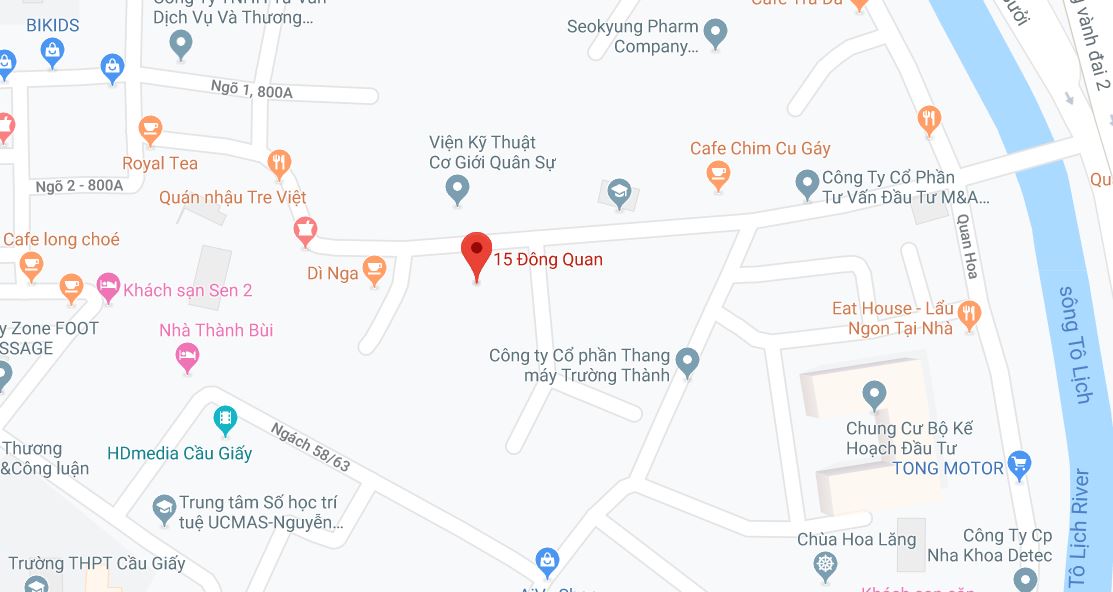 Công Ty TNHH Tư Vấn
Dịch Vụ Và Thương...
BIKIDS
Seokyung Pharm
Company...
Cafe Trà Đá
ưởi
g vành đai 2
Ngõ 1, 800A
Royal Tea
Viện Kỹ Thuật
Cơ Giới Quân Sự
Cafe Chim Cu Gáy
Công Ty Cổ Phần
Tư Vấn Đầu Tư M&A...
Qu
Ngõ 2 - 800A
Quán nhậu Tre Việt
Quan Hoa
Cafe long choé
Dì Nga
15 Đông Quan
Khách sạn Sen 2
sông Tô Lịch
y Zone FOOT
SSAGE
Nhà Thành Bùi
Eat House - Lẩu
Ngon Tại Nhà
Công ty Cổ phần Thang
máy Trường Thành
Ngách 58/63
Chung Cư Bộ Kế
Hoạch Đầu Tư
TONG MOTOR
Thương
&Công luận
HDmedia Cầu Giấy
Tô Lịch River
Trung tâm Số học trí
tuệ UCMAS-Nguyễn...
Chùa Hoa Lăng
Công Ty Cp
Nha Khoa Detec
Trường THPT Cầu Giấy